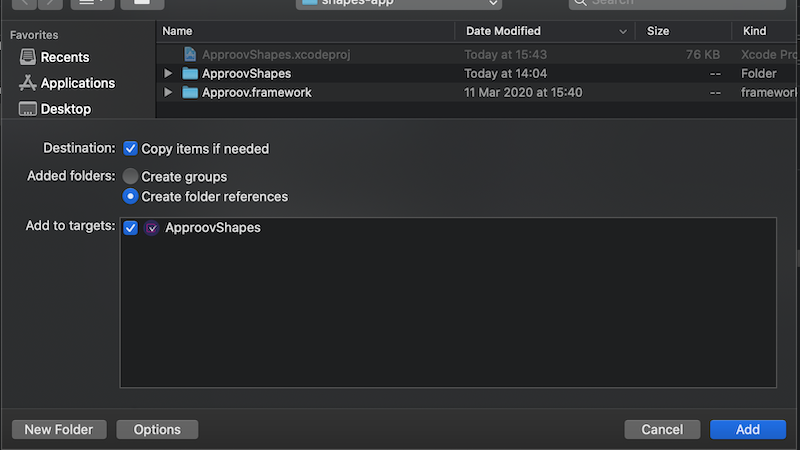 shapes-app
Search
Favorites
Name Date Modified Size Kind
Recents
ApproovShapes.xcodeproj Today at 15:43 76 KB Xcode Pro
Applications
ApproovShapes Today at 14:04 -- Folder
Approov.framework 11 Mar 2020 at 15:40 -- framework
Desktop
Destination: Copy items if needed
Added folders: Create groups
Create folder references
Add to targets: ApproovShapes
New Folder Options Cancel Add